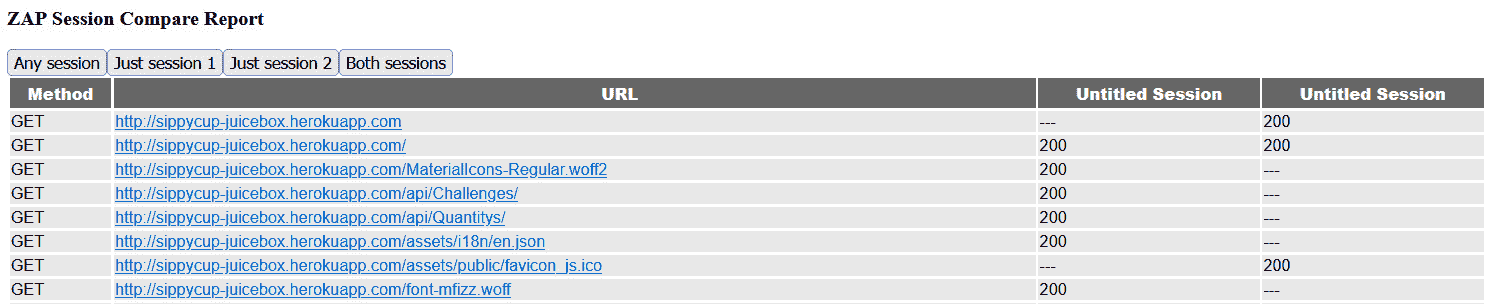 ZAP Session Compare Report
Any session Just session 1 Just session 2 Both sessions
Method URL Untitled Session Untitled Session
GET http://sippycup-juicebox.herokuapp.com --- 200
GET http://sippycup-juicebox.herokuapp.com/ 200 200
GET http://sippycup-juicebox.herokuapp.com/MaterialIcons-Regular.woff2 200 ---
GET http://sippycup-juicebox.herokuapp.com/api/Challenges/ 200 ---
GET http://sippycup-juicebox.herokuapp.com/api/Quantitys/ 200 ---
GET http://sippycup-juicebox.herokuapp.com/assets/i18n/en.json 200 ---
GET http://sippycup-juicebox.herokuapp.com/assets/public/favicon_js.ico --- 200
GET http://sippycup-juicebox.herokuapp.com/font-mfizz.woff 200 ---